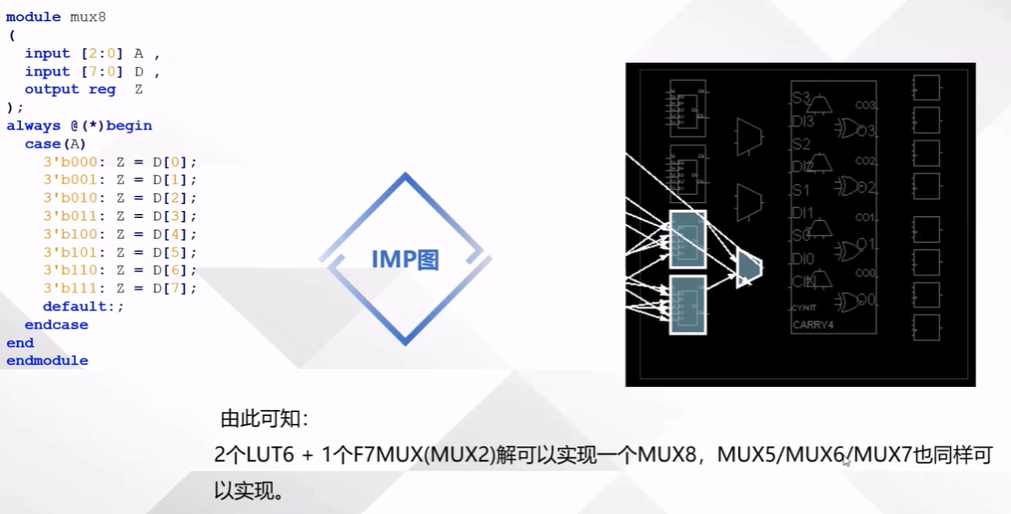 module mux8
(
input [2:0] A ,
input [7:0] D ,
output reg Z
);
always @(*)begin
case(A)
3'b000: Z = D[0];
3'b001: Z = D[1];
3'b010: Z = D[2];
3'b011: Z = D[3];
3'b100: Z = D[4];
3'b101: Z = D[5];
3'b110: Z = D[6];
3'b111: Z = D[7];
default:;
endcase
end
endmodule
IMP图
S3
CO3
DI3
O3
S2
CO2
DI2
O2
S1
CO1
DI1
O1
S0
CO0
DI0
O0
CIN
CYINIT
CARRY4
由此可知：
2个LUT6 + 1个F7MUX(MUX2)解可以实现一个MUX8，MUX5/MUX6/MUX7也同样可
以实现。